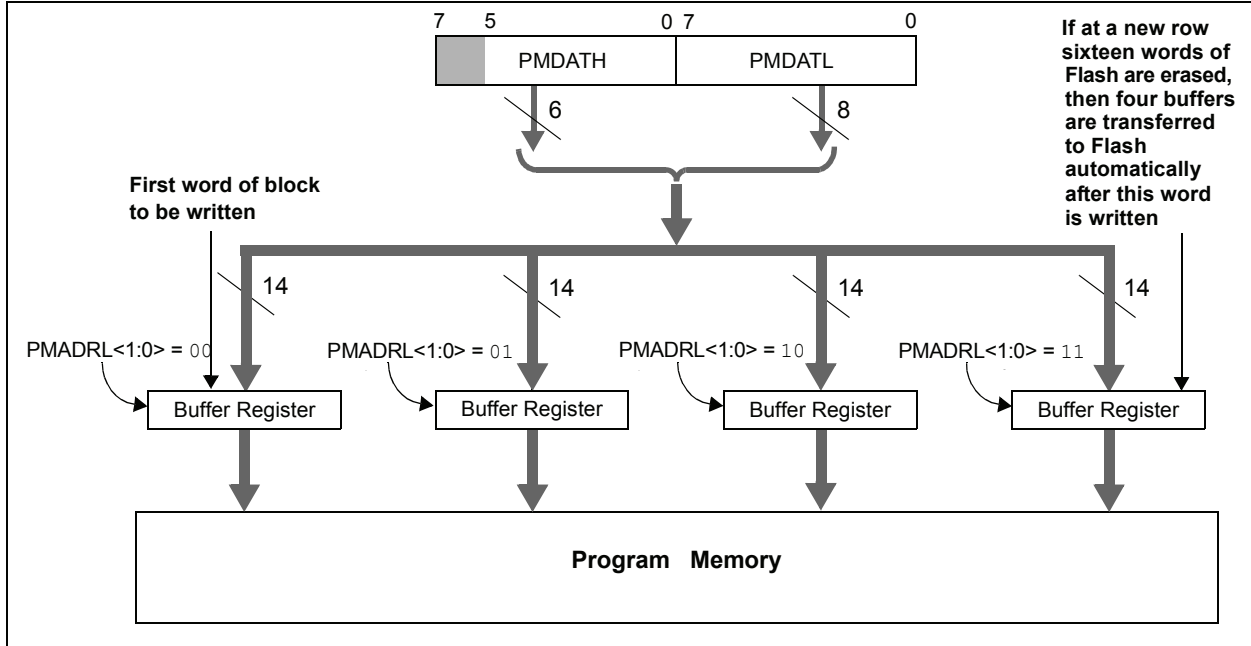 7 5 0 7 0
PMDATH PMDATL
6 8
If at a new row
sixteen words of
Flash are erased,
then four buffers
are transferred
to Flash
automatically
after this word
is written
First word of block
to be written
14 14 14 14
PMADRL<1:0> = 00 PMADRL<1:0> = 01 PMADRL<1:0> = 10 PMADRL<1:0> = 11
Buffer Register Buffer Register Buffer Register Buffer Register
Program Memory